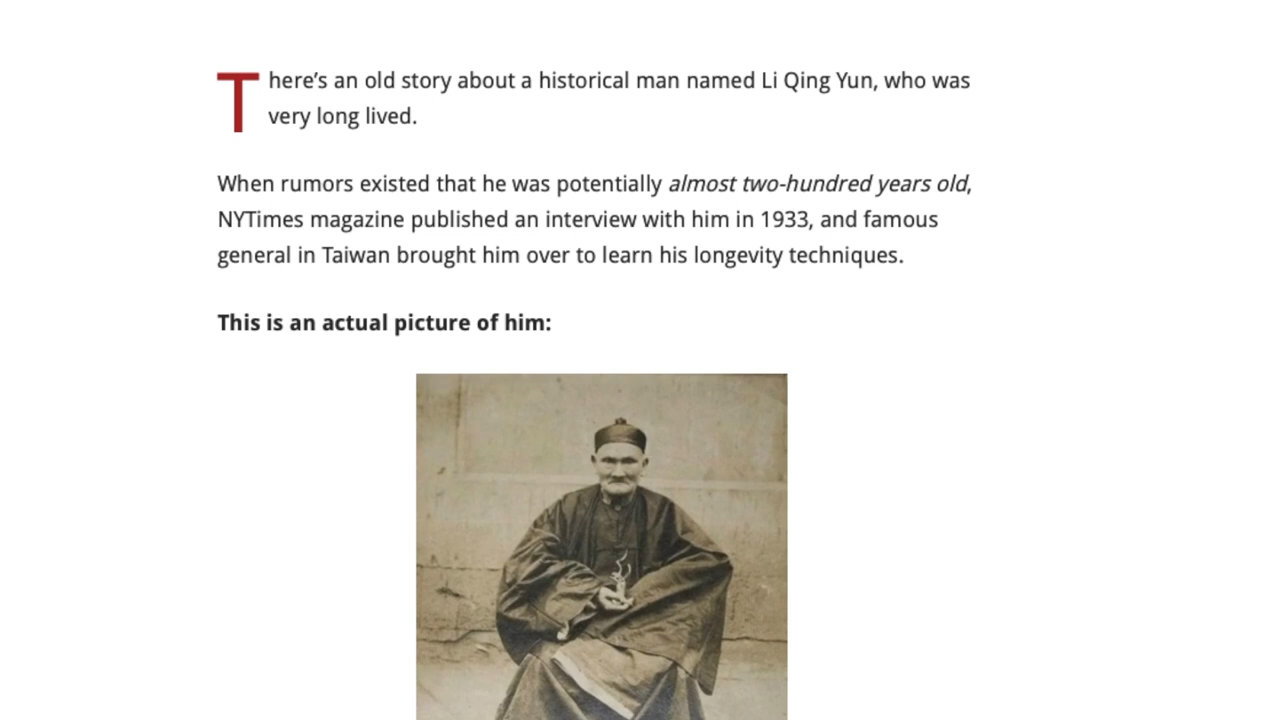 There’s an old story about a historical man named Li Qing Yun, who was
very long lived.
When rumors existed that he was potentially almost two-hundred years old,
NYTimes magazine published an interview with him in 1933, and famous
general in Taiwan brought him over to learn his longevity techniques.
This is an actual picture of him: